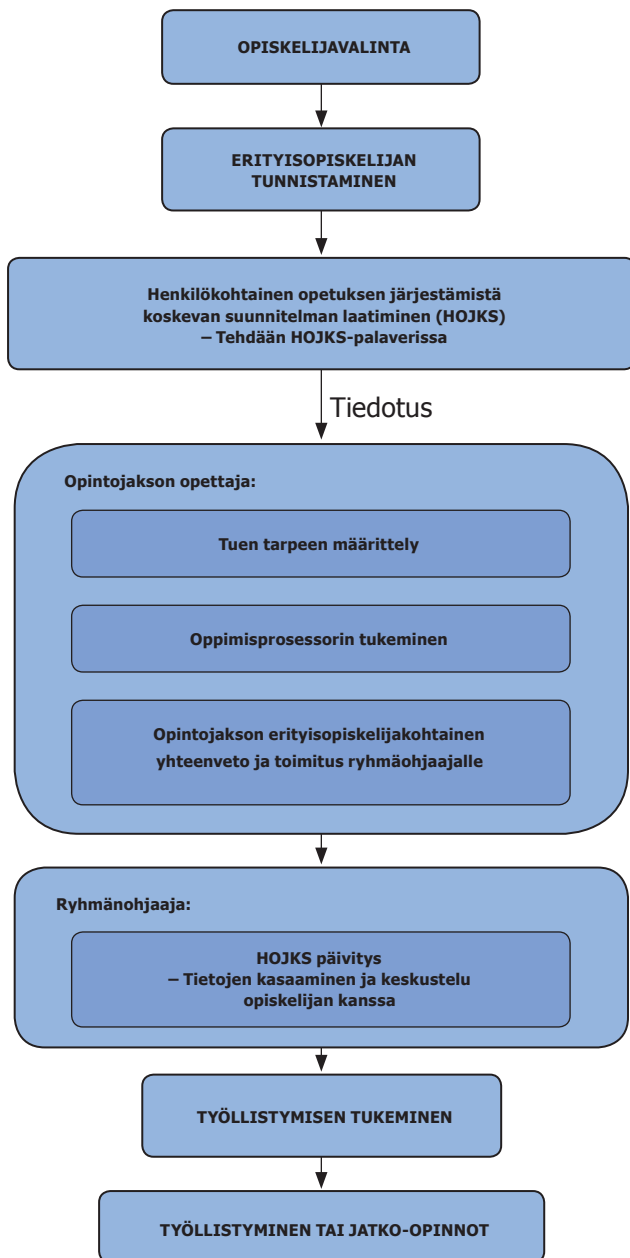 OPISKELIJAVALINTA
ERITYISOPISKELIJAN
TUNNISTAMINEN
Henkilökohtainen opetuksen järjestämistä
koskevan suunnitelman laatiminen (HOJKS)
– Tehdään HOJKS-palaverissa
Tiedotus
Opintojakson opettaja:
Tuen tarpeen määrittely
Oppimisprosessorin tukeminen
Opintojakson erityisopiskelijakohtainen
yhteenveto ja toimitus ryhmäohjaajalle
Ryhmänohjaaja:
HOJKS päivitys
– Tietojen kasaaminen ja keskustelu
opiskelijan kanssa
TYÖLLISTYMISEN TUKEMINEN
TYÖLLISTYMINEN TAI JATKO-OPINNOT